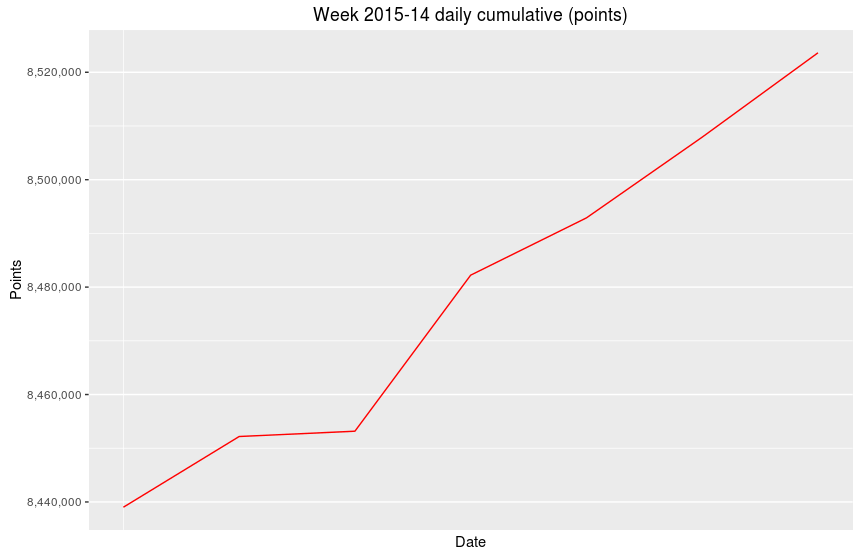 Week 2015-14 daily cumulative (points)
8,520,000
8,500,000
8,480,000
8,460,000
8,440,000
Points
Date